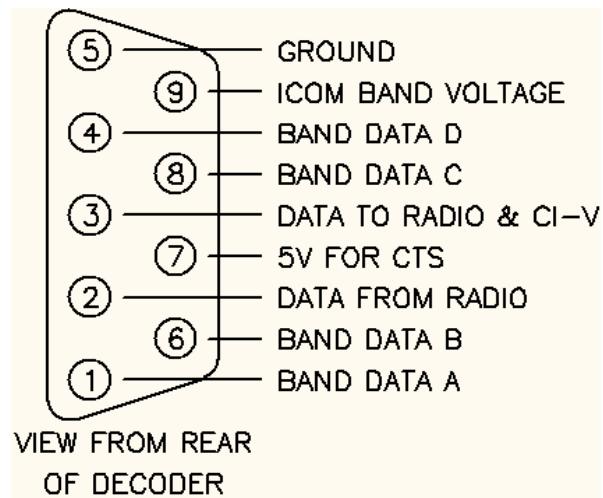 5 GROUND
9 ICOM BAND VOLTAGE
4 BAND DATA D
8 BAND DATA C
3 DATA TO RADIO & CI-V
7 5V FOR CTS
2 DATA FROM RADIO
6 BAND DATA B
1 BAND DATA A
VIEW FROM REAR
OF DECODER